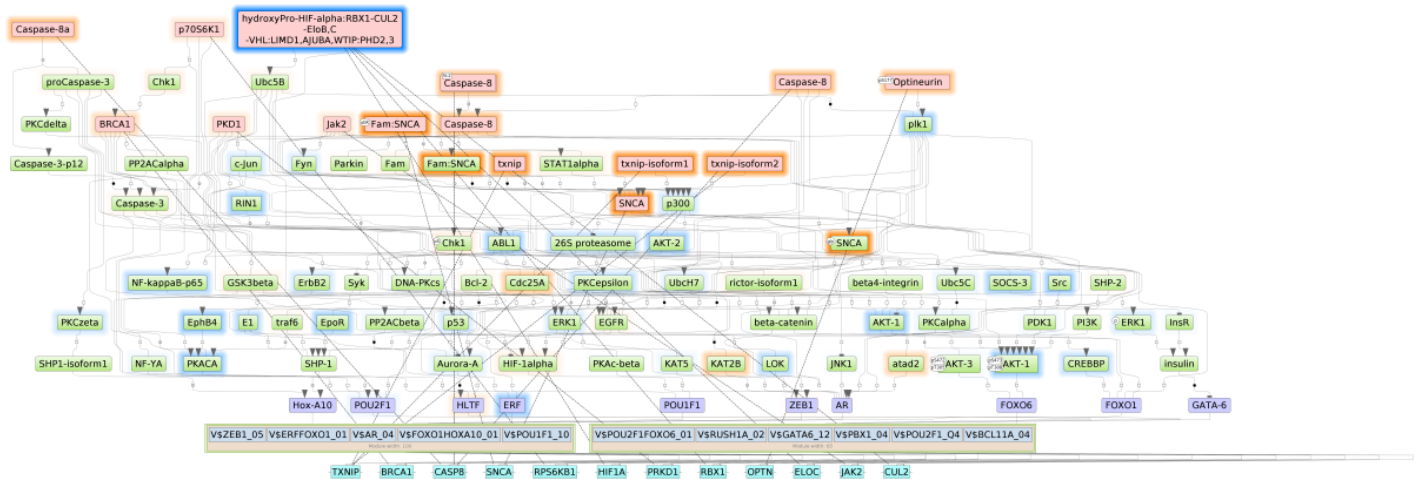 hydroxyPro-HIF-alpha:RBX1-CUL2
-EloB,C
-VHL:LIMD1,AJUBA,WTIP:PHD2,3
Caspase-8a
p70S6K1
proCaspase-3
Chk1
Ubc5B
Caspase-8
Caspase-8
Optineurin
PKCdelta
BRCA1
PKD1
Jak2
Fam:SNCA
Caspase-8
plk1
Caspase-3-p12
PP2ACalpha
c-Jun
Fyn
Parkin
Fam
Fam:SNCA
txnip
STAT1alpha
txnip-isoform1
txnip-isoform2
Caspase-3
RIN1
SNCA
p300
Chk1
ABL1
26S proteasome
AKT-2
SNCA
NF-kappaB-p65
GSK3beta
ErbB2
Syk
DNA-PKcs
Bcl-2
Cdc25A
PKCepsilon
UbcH7
rictor-isoform1
beta4-integrin
Ubc5C
SOCS-3
Src
SHP-2
PKCzeta
EphB4
E1
traf6
EpoR
PP2ACbeta
p53
ERK1
EGFR
beta-catenin
AKT-1
PKCalpha
PDK1
PI3K
ERK1
InsR
SHP1-isoform1
NF-YA
PKACA
SHP-1
Aurora-A
HIF-1alpha
PKAc-beta
KAT5
KAT2B
LOK
JNK1
atad2
AKT-3
AKT-1
CREBBP
insulin
Hox-A10
POU2F1
HLTF
ERF
POU1F1
ZEB1
AR
FOXO6
FOXO1
GATA-6
V$ZEB1_05
V$ERFFOXO1_01
V$AR_04
V$FOXO1HOXA10_01
V$POU1F1_10
V$POU2F1FOXO6_01
V$RUSH1A_02
V$GATA6_12
V$PBX1_04
V$POU2F1_Q4
V$BCL11A_04
TXNIP
BRCA1
CASP8
SNCA
RPS6KB1
HIF1A
PRKD1
RBX1
OPTN
ELOC
JAK2
CUL2